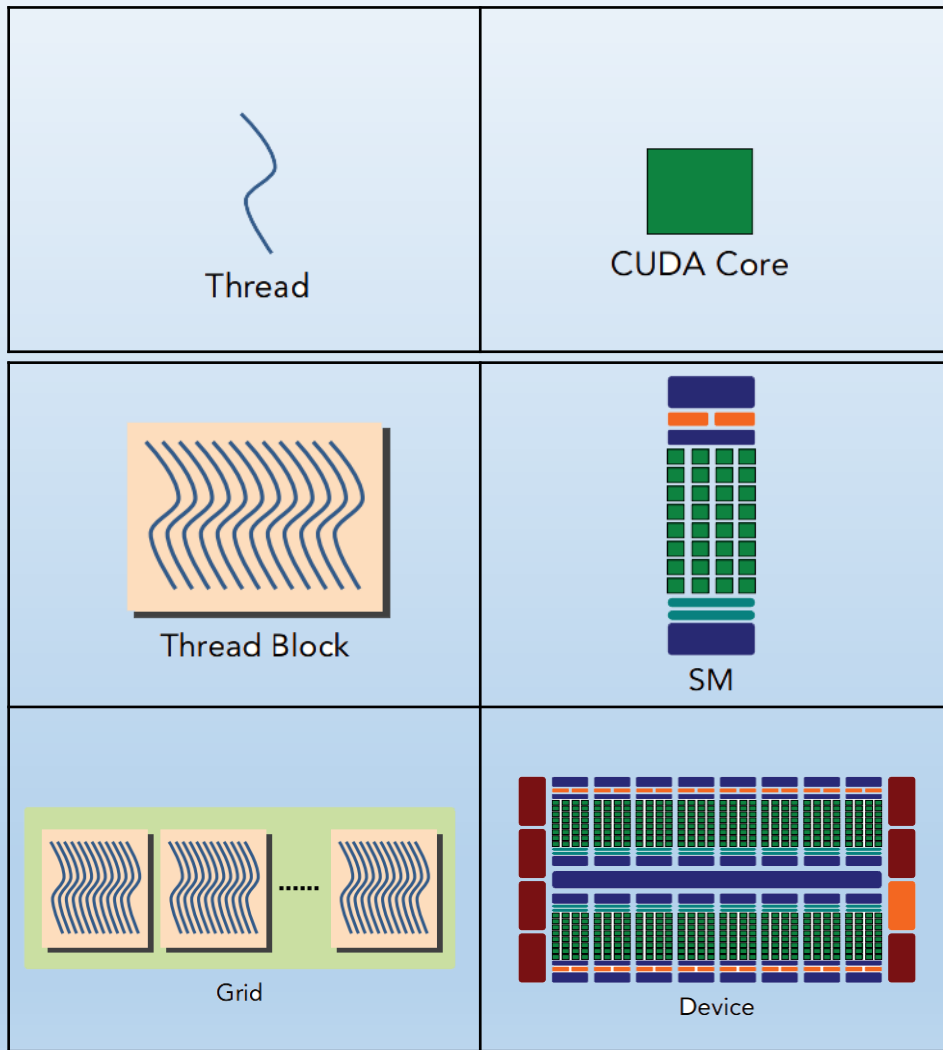 Thread
CUDA Core
Thread Block
SM
......
Grid
Device